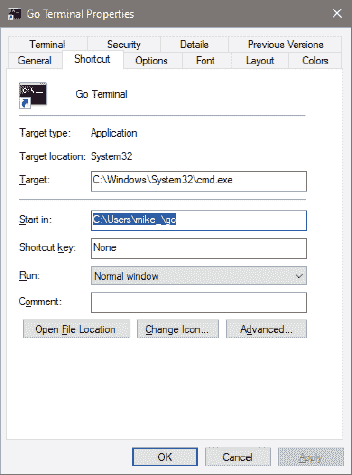 Go Terminal Properties
Terminal Security Details Previous Versions
General Shortcut Options Font Layout Colors
Go Terminal
Target type: Application
Target location: System32
Target: C:\Windows\System32\cmd.exe
Start in: C:\Users\mike_\go
Shortcut key: None
Run: Normal window
Comment:
Open File Location Change Icon... Advanced...
OK Cancel Apply